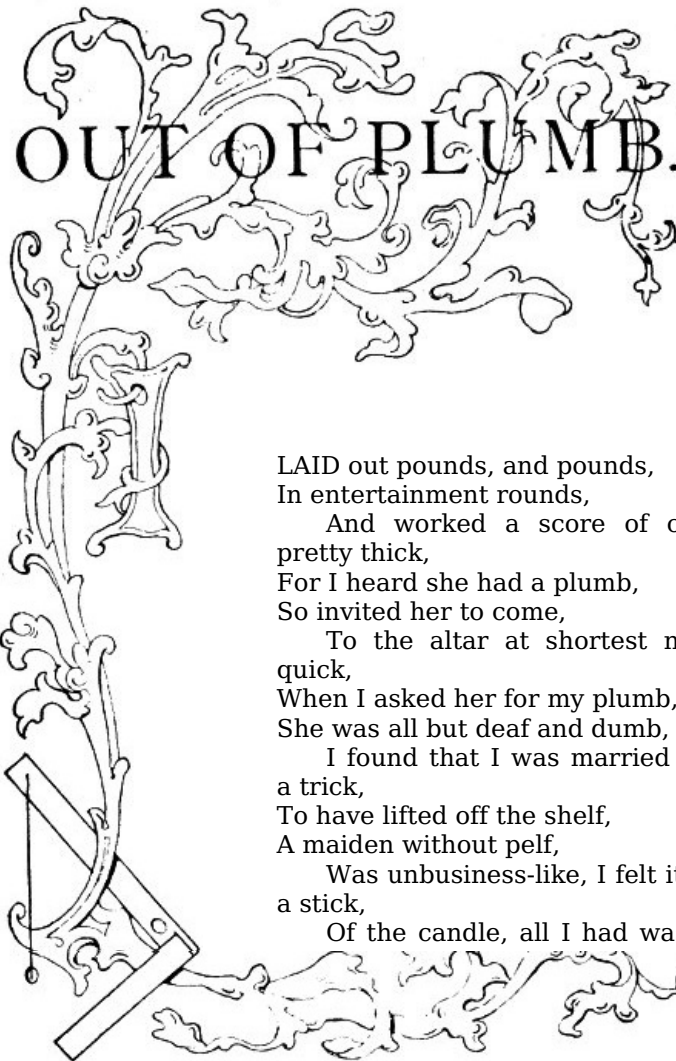 OUT OF PLUMB.
I
LAID out pounds, and pounds,
In entertainment rounds,
And worked a score of
pretty thick,
For I heard she had a plumb,
So invited her to come,
To the altar at shortest
quick,
When I asked her for my plumb,
She was all but deaf and dumb,
I found that I was married
a trick,
To have lifted off the shelf,
A maiden without pelf,
Was unbusiness-like, I felt it
a stick,
Of the candle, all I had